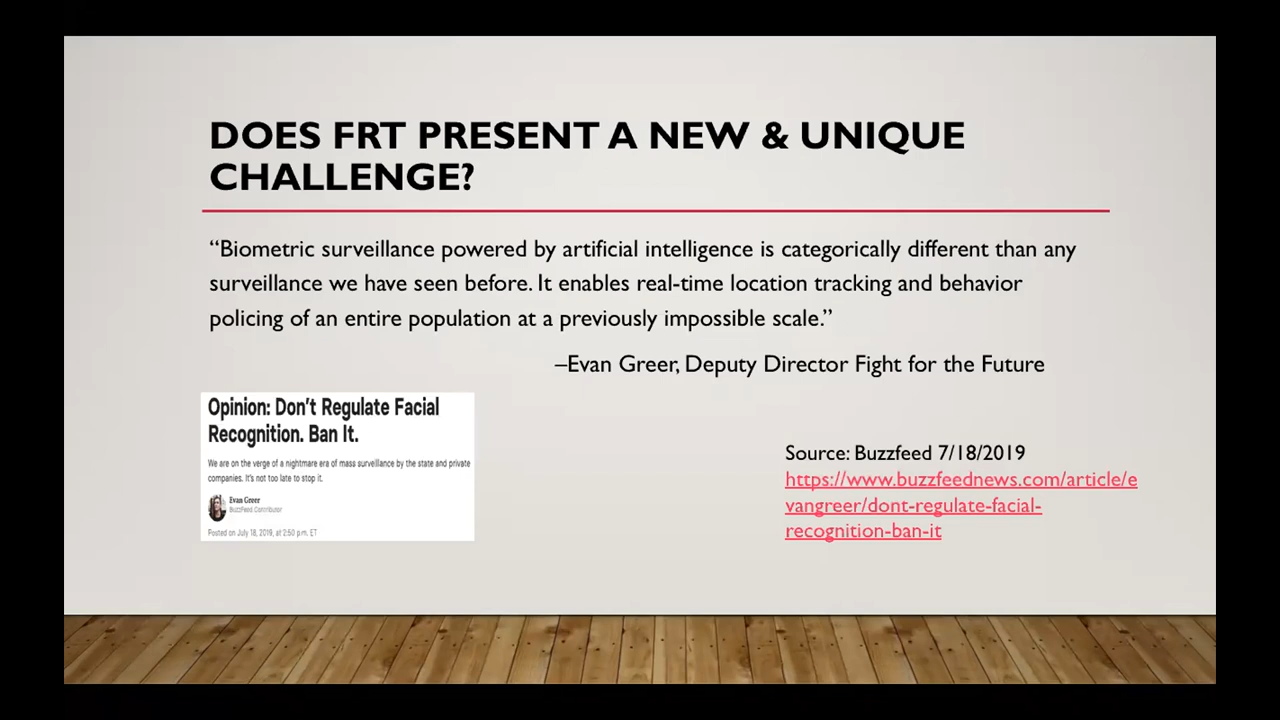 DOES FRT PRESENT A NEW & UNIQUE
CHALLENGE?
“Biometric surveillance powered by artificial intelligence is categorically different than any
surveillance we have seen before. It enables real-time location tracking and behavior
policing of an entire population at a previously impossible scale.”
–Evan Greer, Deputy Director Fight for the Future
Opinion: Don’t Regulate Facial
Recognition. Ban It.
We are on the verge of a nightmare era of mass surveillance by the state and private
companies. It's not too late to stop it.
Evan Greer
BuzzFeed Contributor
Posted on July 18, 2019, at 2:50 p.m. ET
Source: Buzzfeed 7/18/2019
https://www.buzzfeednews.com/article/e
vangreer/dont-regulate-facial-
recognition-ban-it